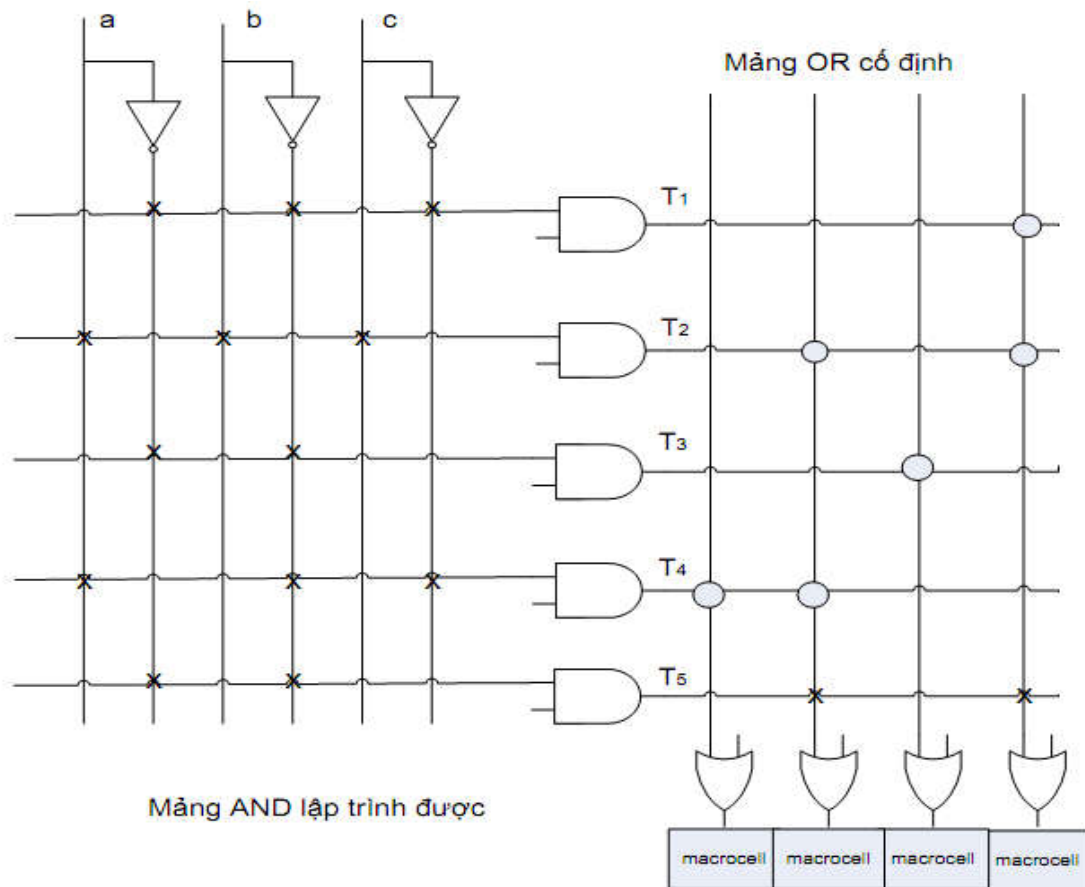 a b c
Mảng OR cố định
T1
T2
T3
T4
T5
Mảng AND lập trình được
macrocell macrocell macrocell macrocell